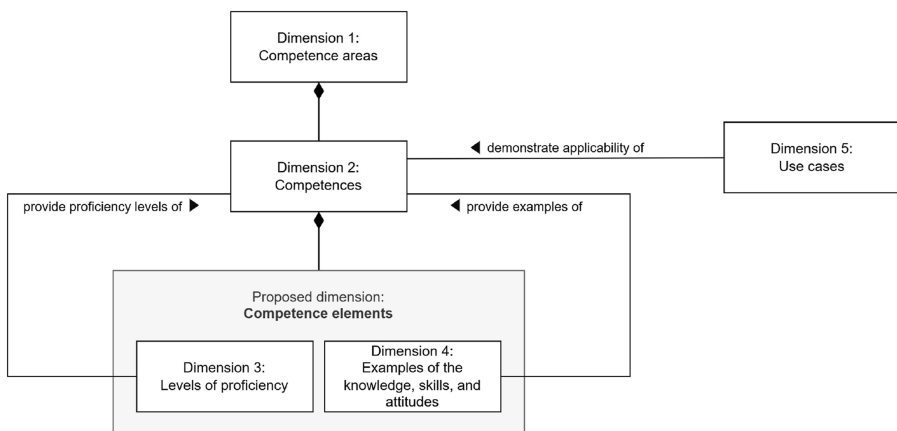 Dimension 1:
Competence areas
Dimension 2:
Competences
◀ demonstrate applicability of
Dimension 5:
Use cases
provide proficiency levels of ▶
◀ provide examples of
Proposed dimension:
Competence elements
Dimension 3:
Levels of proficiency
Dimension 4:
Examples of the
knowledge, skills, and
attitudes